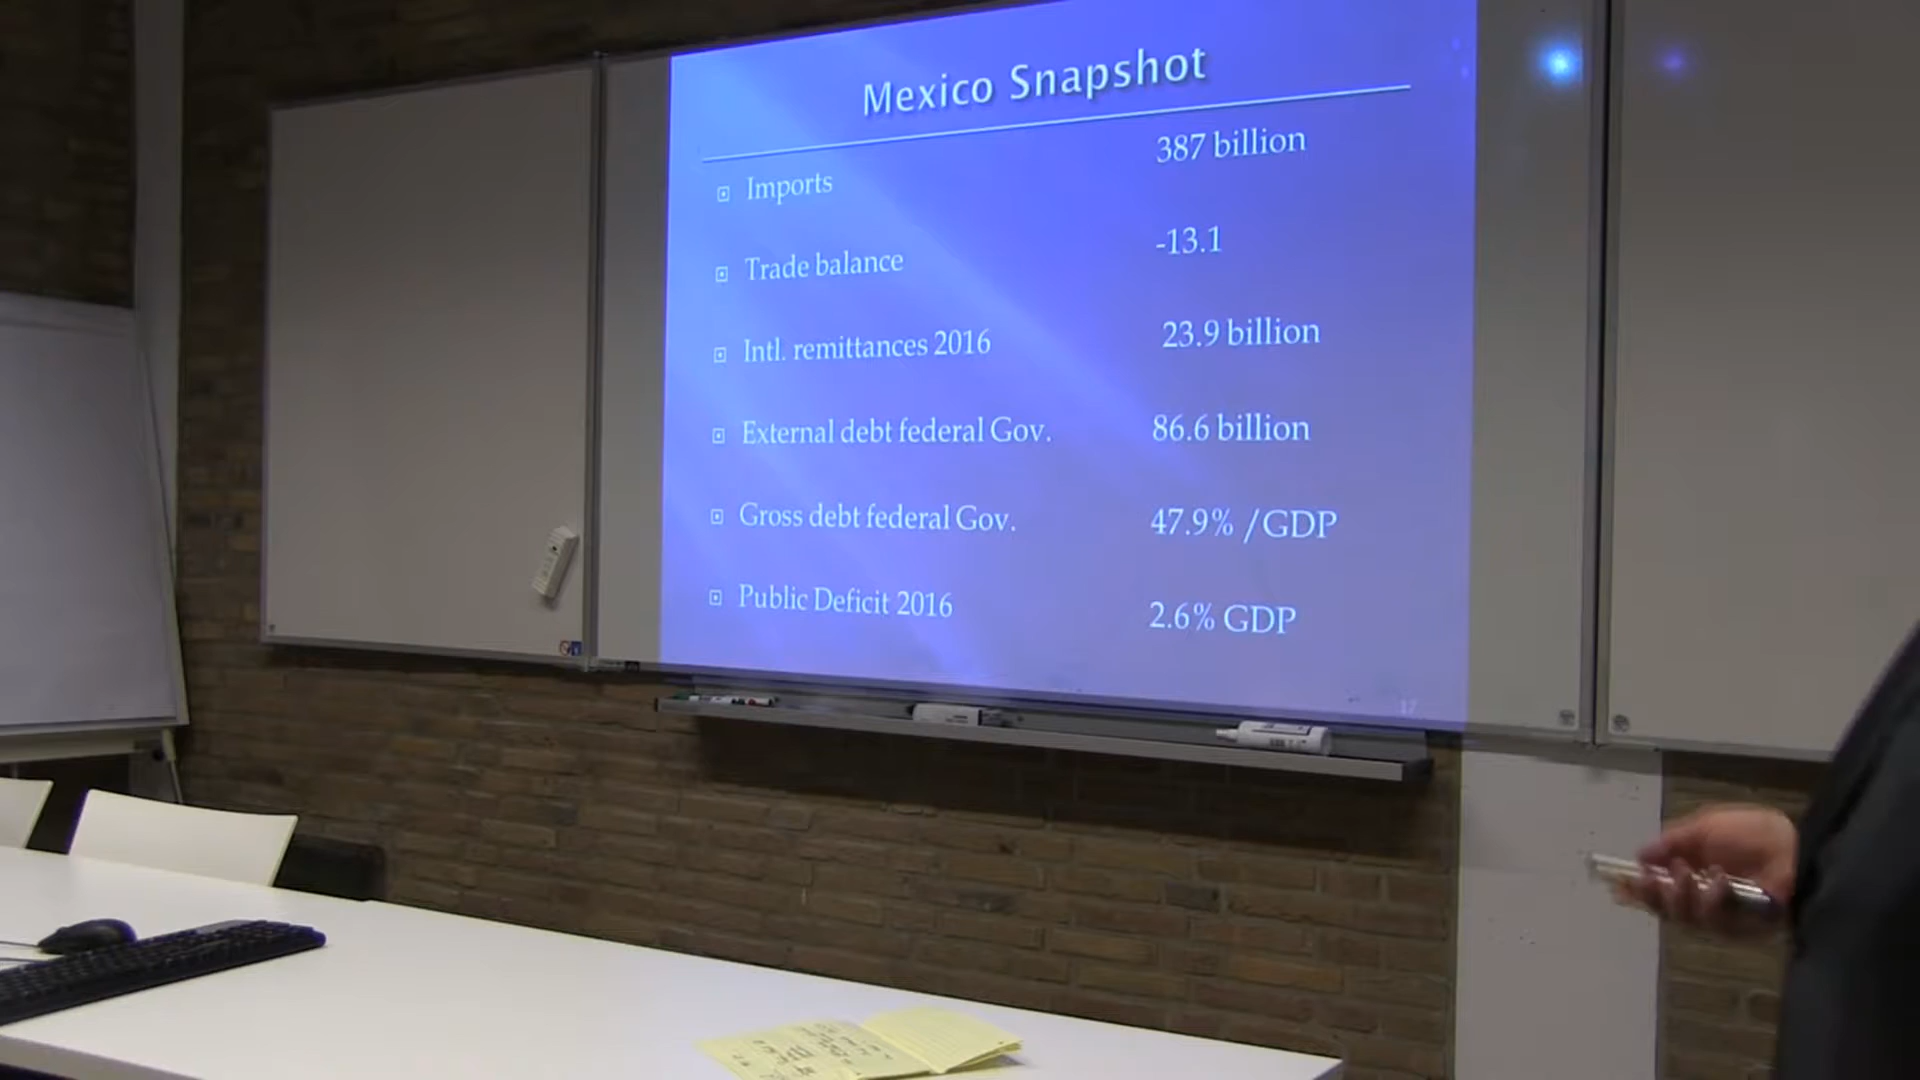 Mexico Snapshot
Imports 387 billion
Trade balance -13.1
Intl. remittances 2016 23.9 billion
External debt federal Gov. 86.6 billion
Gross debt federal Gov. 47.9% /GDP
Public Deficit 2016 2.6% GDP
17